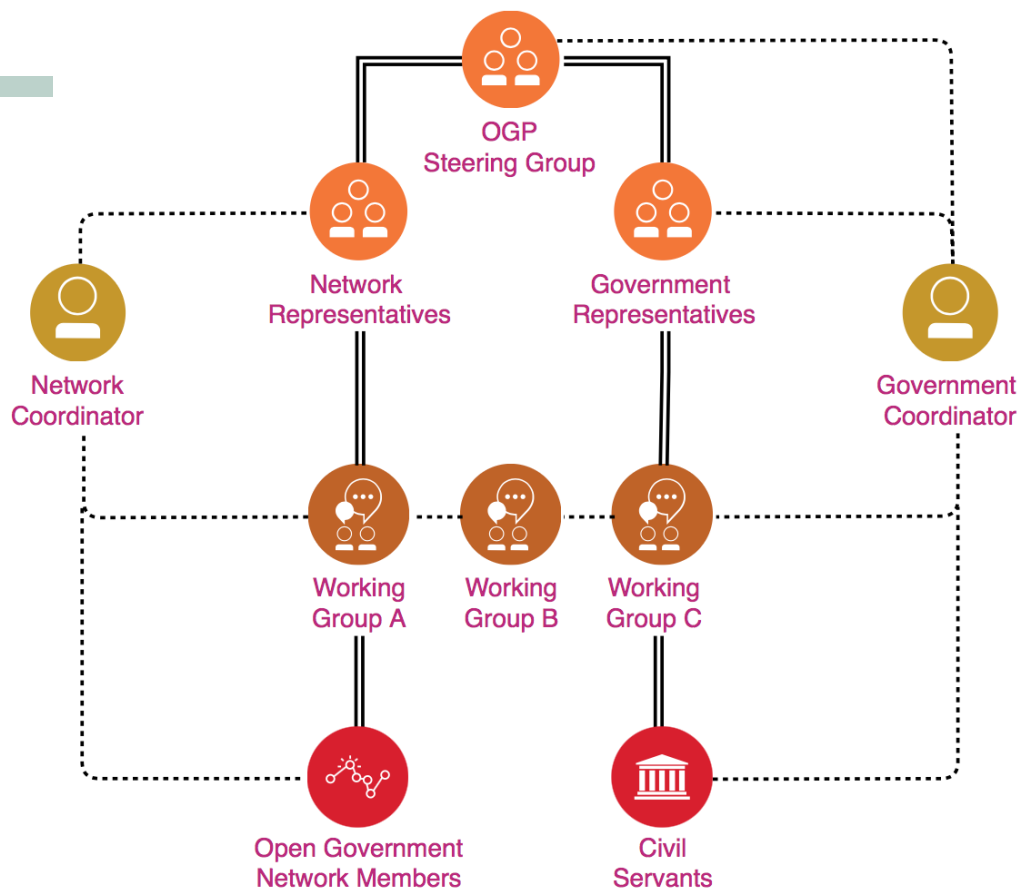 OGP
Steering Group
Network
Representatives
Government
Representatives
Network
Coordinator
Government
Coordinator
Working
Group A
Working
Group B
Working
Group C
Open Government
Network Members
Civil
Servants